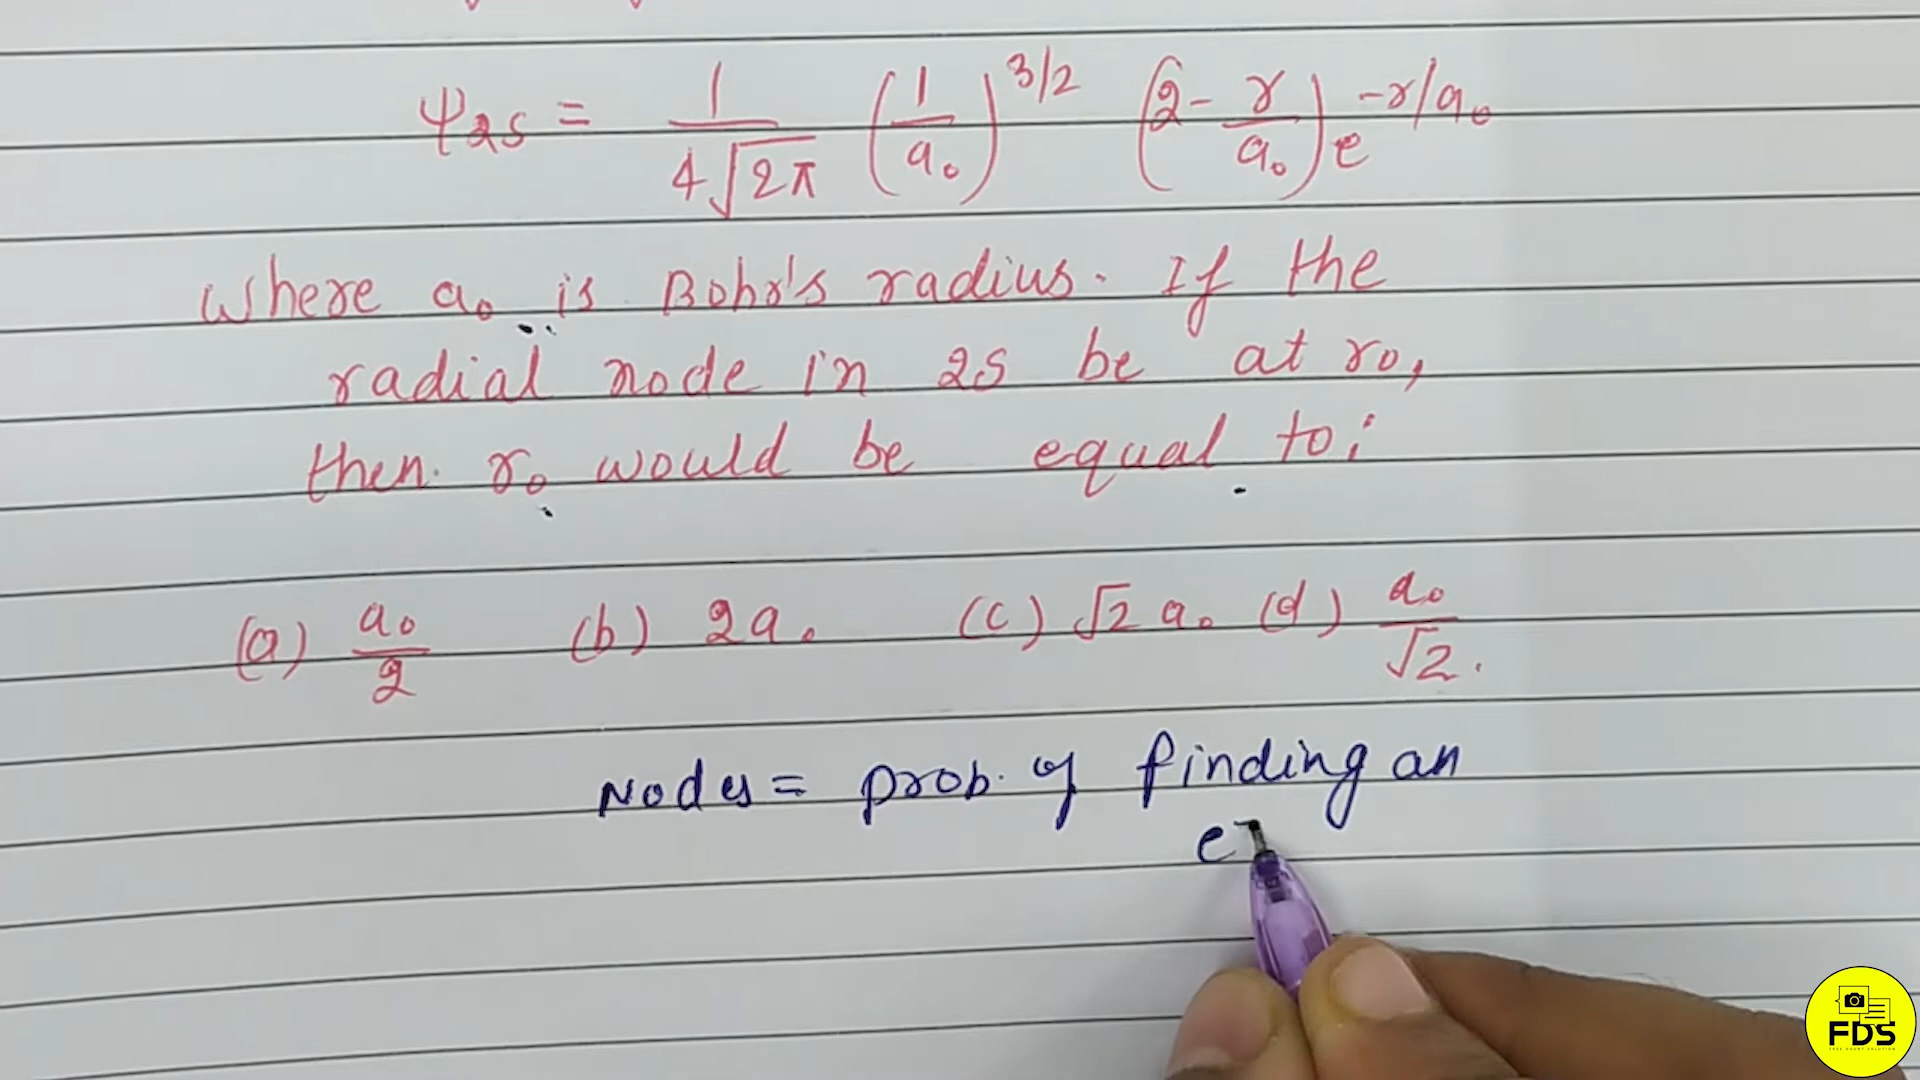 ψ2s = 1/4√2π (1/a0)^3/2 (2 - r/a0) e^-r/a0
where a0 is Bohr's radius. If the
radial node in 2S be at r0,
then r0 would be equal to:
(a) a0/2 (b) 2a0 (c) √2 a0 (d) a0/√2.
Nodes = prob. of finding an
e-
FDS